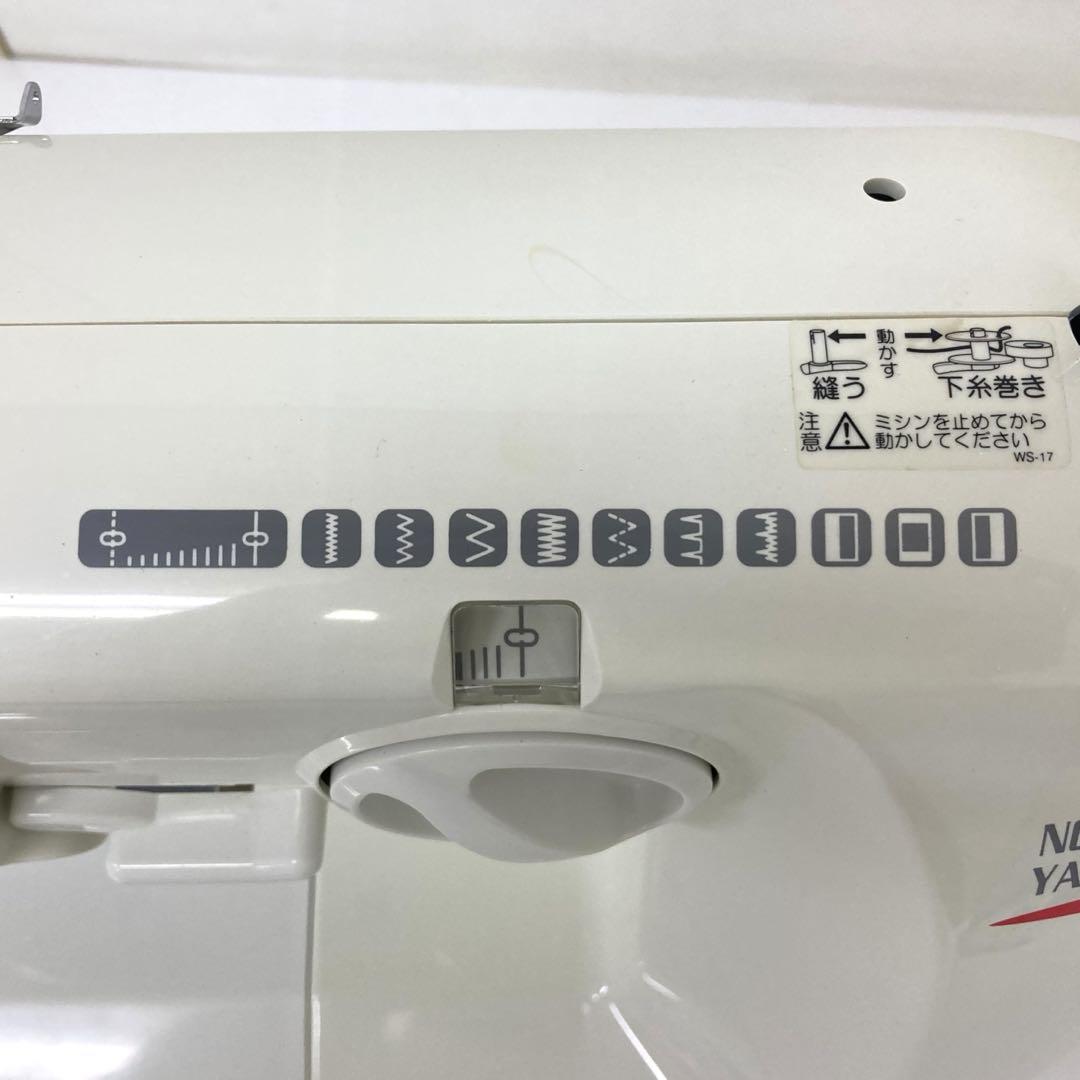 動かす
縫う
下糸巻き
注意
ミシンを止めてから
動かしてください
WS-17